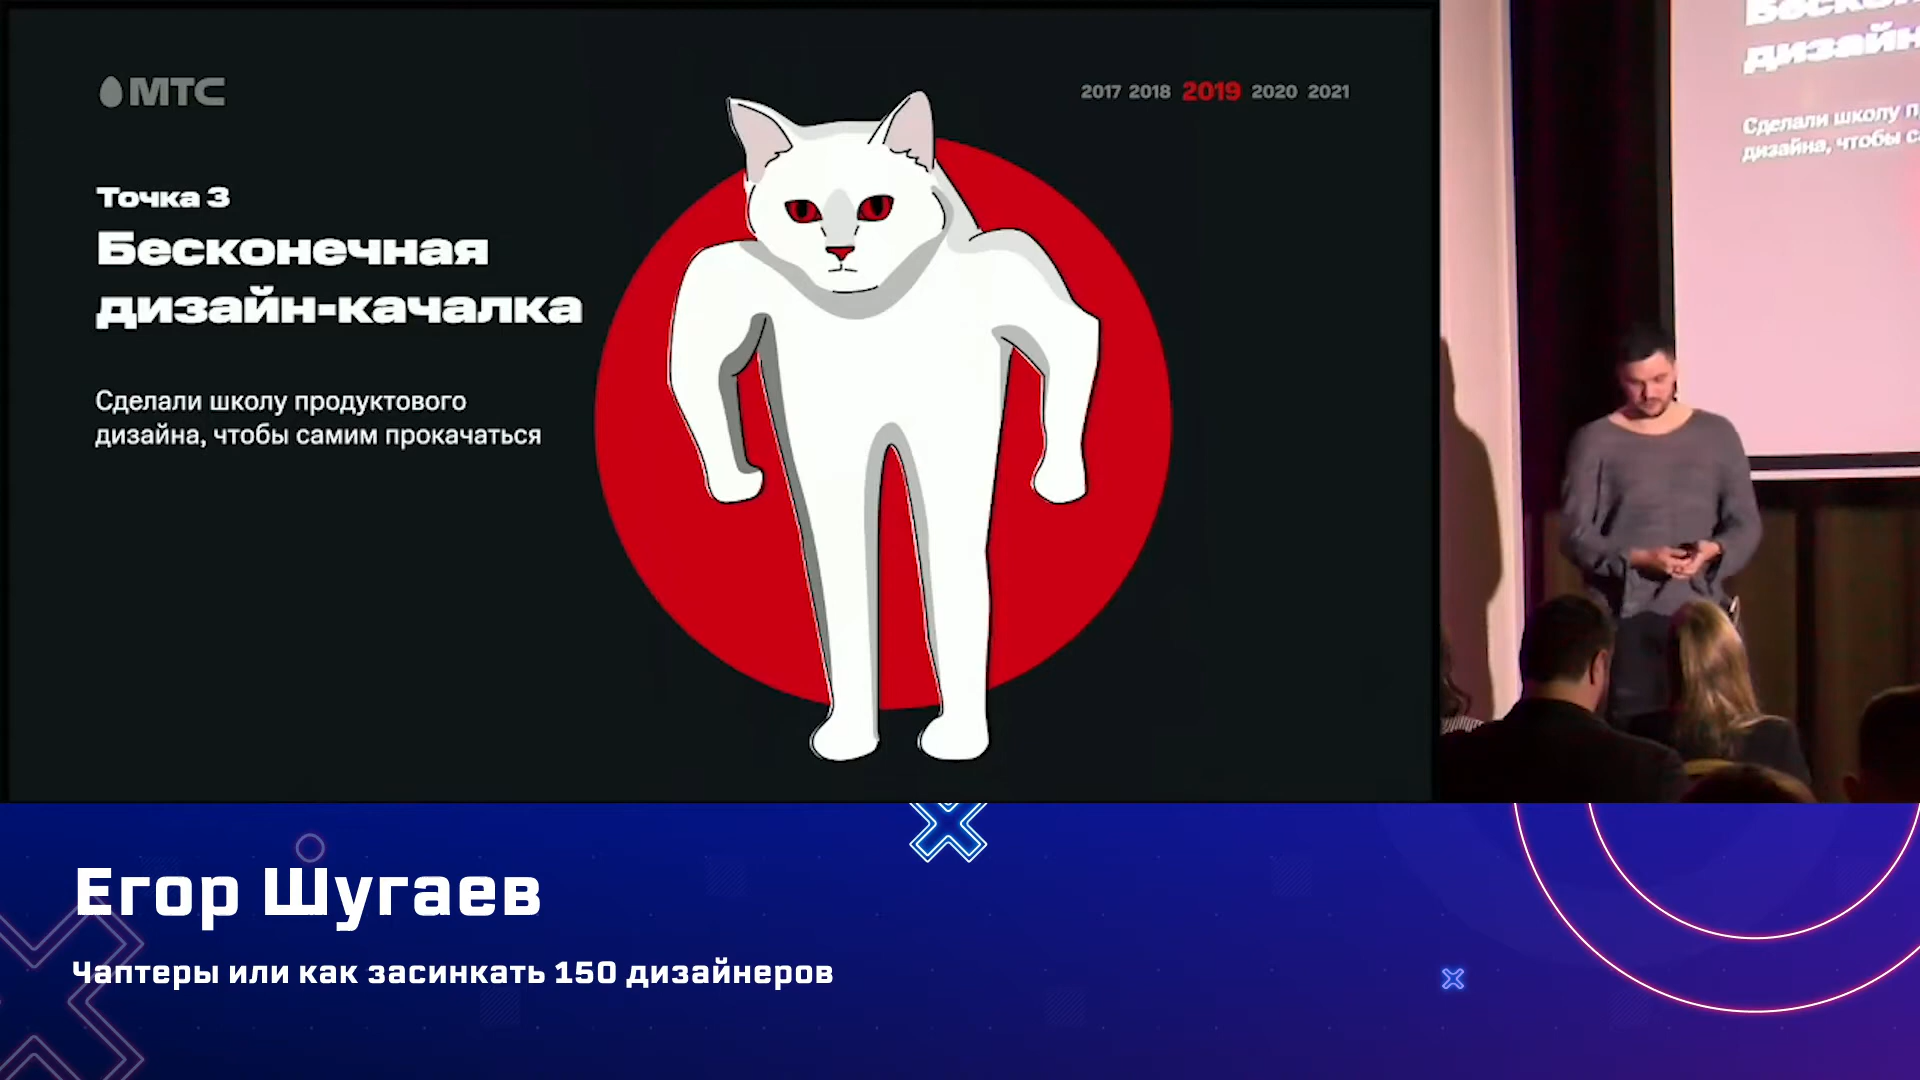 МТС
2017 2018 2019 2020 2021
Точка 3
Бесконечная
дизайн-качалка
Сделали школу продуктового
дизайна, чтобы самим прокачаться
дизайн
Сделали школу
дизайна, чтобы
Егор Шугаев
Чаптеры или как засинкать 150 дизайнеров